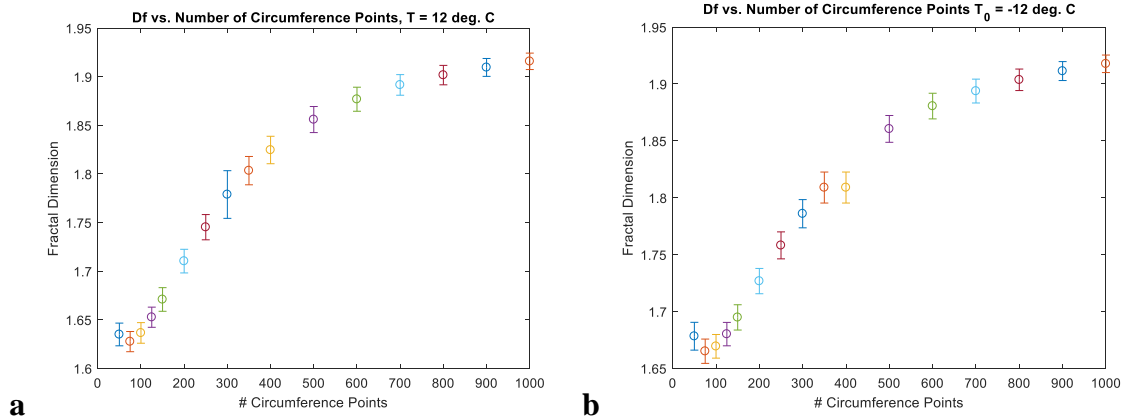 Df vs. Number of Circumference Points, T = 12 deg. C
1.95
1.9
1.85
1.8
1.75
1.7
1.65
1.6
Fractal Dimension
0 100 200 300 400 500 600 700 800 900 1000
# Circumference Points
a
Df vs. Number of Circumference Points T0 = -12 deg. C
1.95
1.9
1.85
1.8
1.75
1.7
1.65
Fractal Dimension
0 100 200 300 400 500 600 700 800 900 1000
# Circumference Points
b